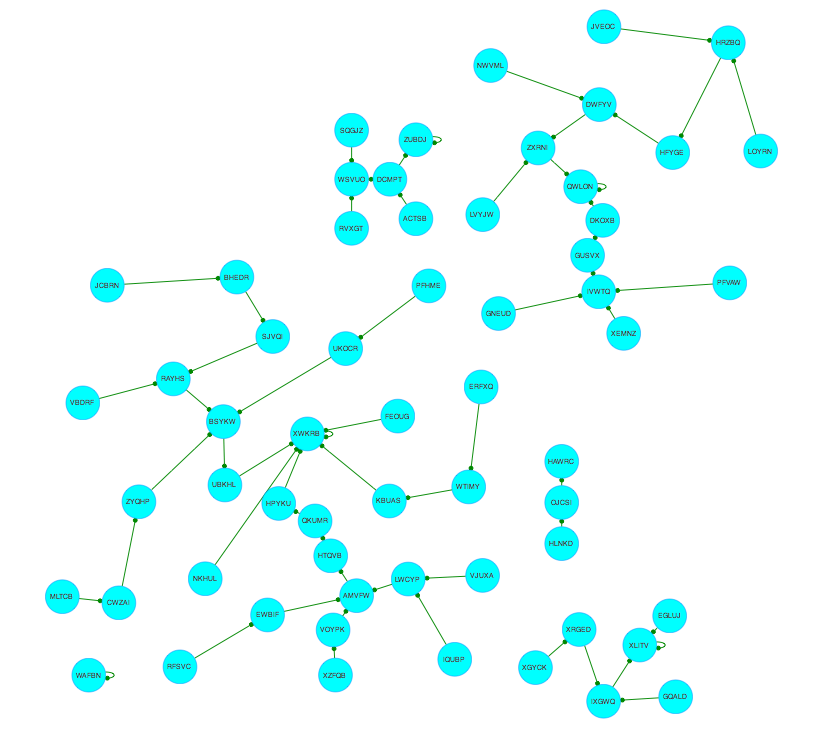 JVEOC
HRZBQ
NWVML
DWFYV
SQGJZ
ZUBDJ
ZXRNI
HFYGE
LOYRN
WSVUO
DCMPT
QWLON
LVYJW
DKOXB
RVXGT
ACTSB
GUSVX
JCBRN
BHEDR
PFHME
IVWTQ
PFVAW
GNEUD
XEMNZ
SJVQI
UKOCR
RAYHS
VBDRF
ERFXQ
BSYKW
XWKRB
FEOUG
HAWRC
UBKHL
ZYQHP
HPYKU
QKUMR
KBUAS
WTIMY
OJCSI
HLNKD
HTQVB
NKHUL
MLTCB
CWZAI
AMVFW
LWCYP
VJUXA
EWBIF
VOYPK
EGLUJ
XRGED
XLITV
RFSVC
IQUBP
XGYCK
WAFBN
XZFQB
IXGWQ
GQALD